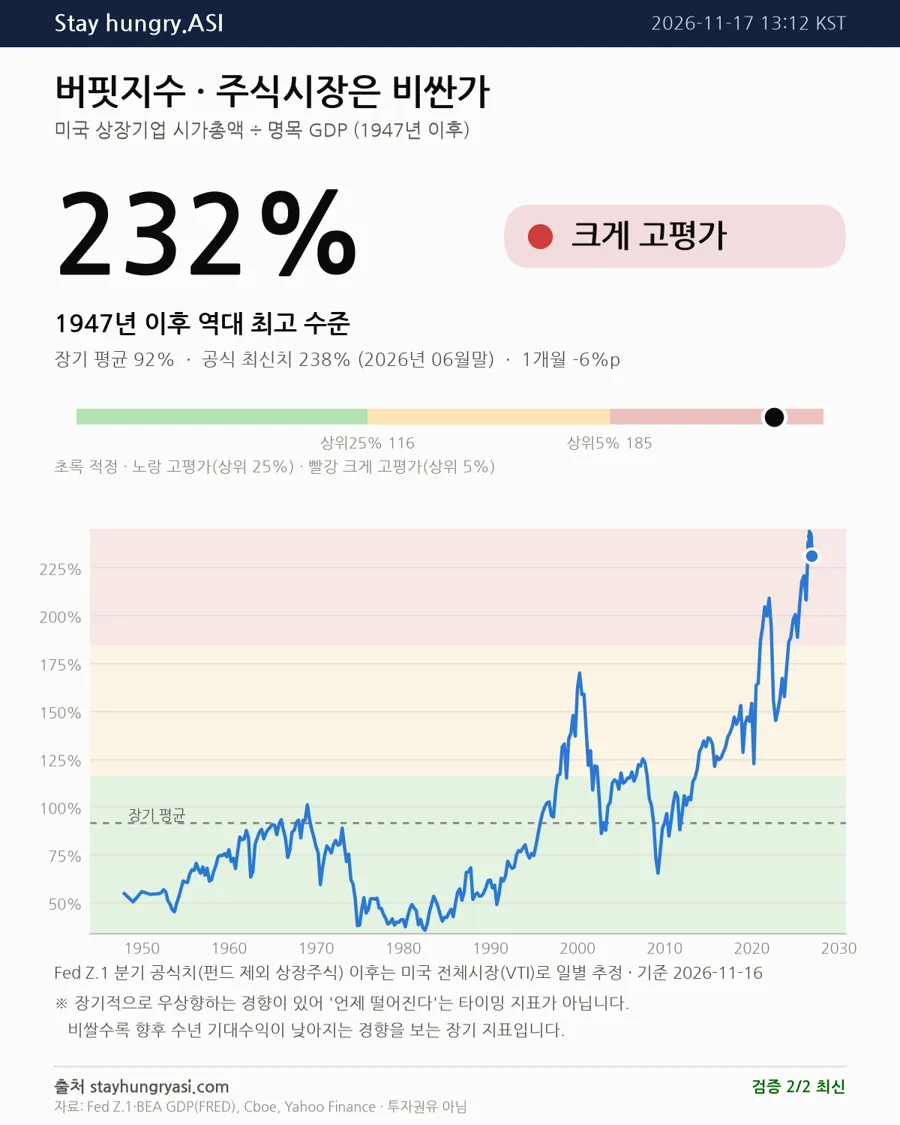 Stay hungry.ASI
2026-11-17 13:12 KST
버핏지수 · 주식시장은 비싼가
미국 상장기업 시가총액 ÷ 명목 GDP (1947년 이후)
232%
크게 고평가
1947년 이후 역대 최고 수준
장기 평균 92% · 공식 최신치 238% (2026년 06월말) · 1개월 -6%p
상위25% 116
상위5% 185
초록 적정 · 노랑 고평가(상위 25%) · 빨강 크게 고평가(상위 5%)
225%
200%
175%
150%
125%
100%
장기 평균
75%
50%
1950 1960 1970 1980 1990 2000 2010 2020 2030
Fed Z.1 분기 공식치(펀드 제외 상장주식) 이후는 미국 전체시장(VTI)로 일별 추정 · 기준 2026-11-16
※ 장기적으로 우상향하는 경향이 있어 '언제 떨어진다'는 타이밍 지표가 아닙니다.
비쌀수록 향후 수년 기대수익이 낮아지는 경향을 보는 장기 지표입니다.
출처 stayhungryasi.com
검증 2/2 최신
자료: Fed Z.1·BEA GDP(FRED), Cboe, Yahoo Finance · 투자권유 아님